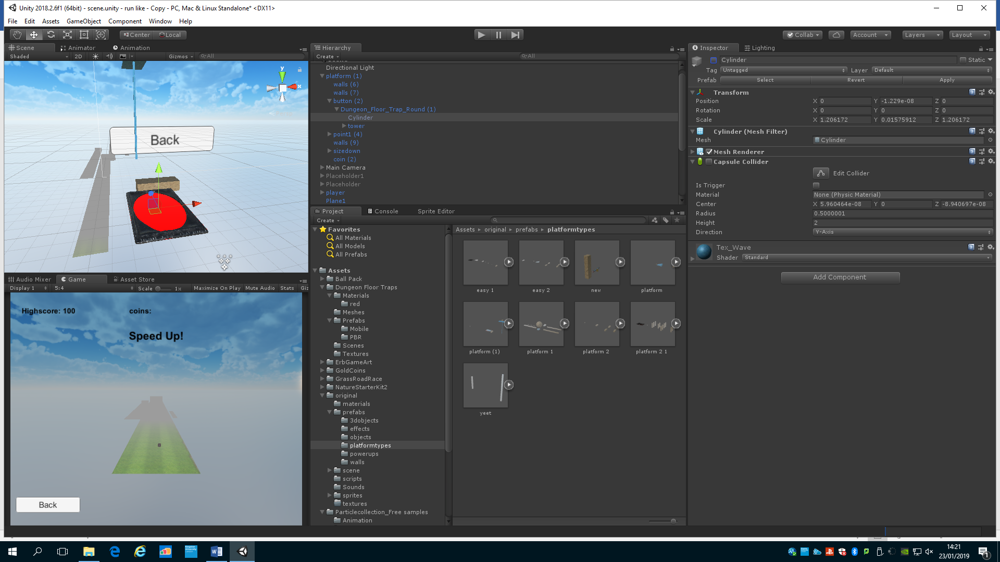 Unity 2018.2.6f1 (64bit) - scene.unity - run like - Copy - PC, Mac & Linux Standalone* <DX11>
File Edit Assets GameObject Component Window Help
Center Local
Collab Account Layers Layout
Scene Animator Animation
Shaded 2D Gizmos All
Back
y
x
Audio Mixer Game Asset Store
Display 1 5:4 Scale 1x Maximize On Play Mute Audio Stats Giz
Highscore: 100 coins:
Speed Up!
Back
Hierarchy
Create All
Directional Light
platform (1)
walls (6)
walls (7)
button (2)
Dungeon_Floor_Trap_Round (1)
Cylinder
tower
point1 (4)
walls (9)
sizedown
coin (2)
Main Camera
Placeholder1
Placeholder
player
Plane1
Project Console Sprite Editor
Create
Favorites
All Materials
All Models
All Prefabs
Assets
Ball Pack
Dungeon Floor Traps
Materials
red
Meshes
Prefabs
Mobile
PBR
Scenes
Textures
ErbGameArt
GoldCoins
GrassRoadRace
NatureStarterKit2
original
materials
prefabs
3dobjects
effects
objects
platformtypes
powerups
walls
scene
scripts
Sounds
sprites
textures
Particlecollection_Free samples
Animation
Assets original prefabs platformtypes
easy 1 easy 2 new platform
platform (1) platform 1 platform 2 platform 2 1
yeet
Inspector Lighting
Cylinder Static
Tag Untagged Layer Default
Prefab Select Revert Apply
Transform
Position X 0 Y -1.229e-08 Z 0
Rotation X 0 Y 0 Z 0
Scale X 1.206172 Y 0.01575912 Z 1.206172
Cylinder (Mesh Filter)
Mesh Cylinder
Mesh Renderer
Capsule Collider
Edit Collider
Is Trigger
Material None (Physic Material)
Center X 5.960464e-08 Y 0 Z -8.940697e-08
Radius 0.5000001
Height 2
Direction Y-Axis
Tex_Wave
Shader Standard
Add Component
14:21
23/01/2019
1